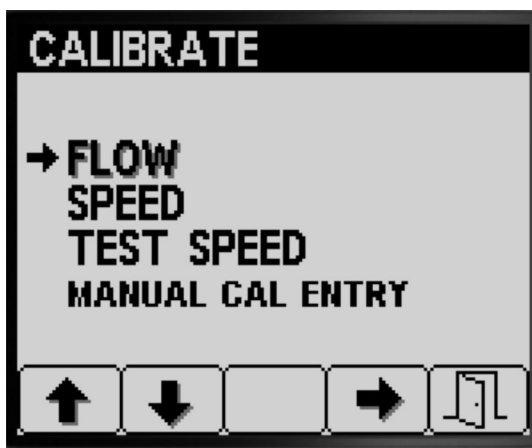 CALIBRATE
FLOW
SPEED
TEST SPEED
MANUAL CAL ENTRY